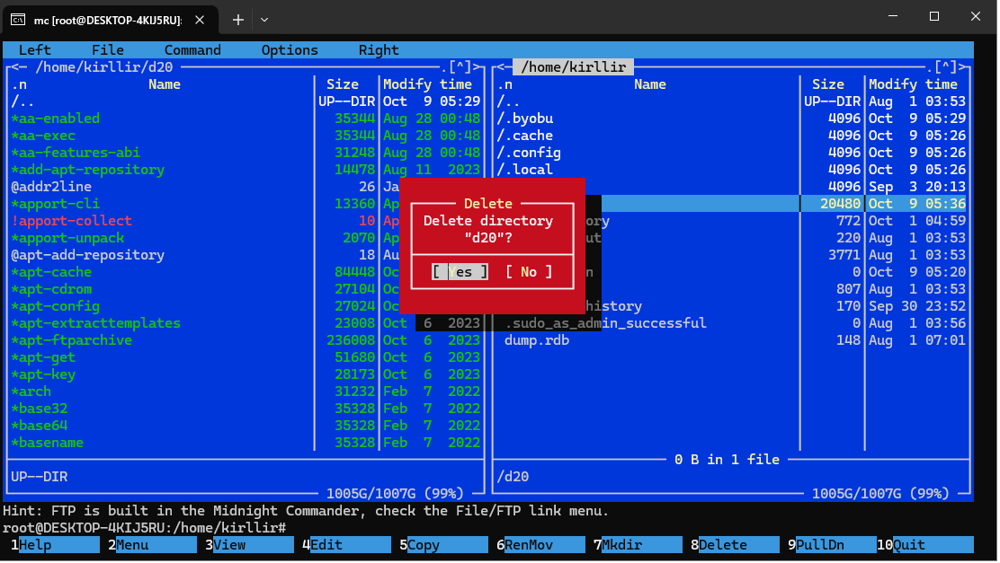 mc [root@DESKTOP-4KIJ5RU]:
Left File Command Options Right
<- /home/kirllir/d20 .[^]> <- /home/kirllir .[^]>
.n Name Size Modify time .n Name Size Modify time
/.. UP--DIR Oct 9 05:29 /.. UP--DIR Aug 1 03:53
*aa-enabled 35344 Aug 28 00:48 /.byobu 4096 Oct 9 05:29
*aa-exec 35344 Aug 28 00:48 /.cache 4096 Oct 9 05:26
*aa-features-abi 31248 Aug 28 00:48 /.config 4096 Oct 9 05:26
*add-apt-repository 14478 Aug 11 2023 /.local 4096 Oct 9 05:26
@addr2line 26 Ja 4096 Sep 3 20:13
*apport-cli 13360 Ap Delete 20480 Oct 9 05:36
!apport-collect 10 Ap Delete directory ory 772 Oct 1 04:59
*apport-unpack 2070 Ap "d20"? ut 220 Aug 1 03:53
@apt-add-repository 18 Au 3771 Aug 1 03:53
*apt-cache 84448 Oc [ Yes ] [ No ] n 0 Oct 9 05:20
*apt-cdrom 27104 Oc 807 Aug 1 03:53
*apt-config 27024 Oc history 170 Sep 30 23:52
*apt-extracttemplates 23008 Oct 6 2023 .sudo_as_admin_successful 0 Aug 1 03:56
*apt-ftparchive 236008 Oct 6 2023 dump.rdb 148 Aug 1 07:01
*apt-get 51680 Oct 6 2023
*apt-key 28173 Oct 6 2023
*arch 31232 Feb 7 2022
*base32 35328 Feb 7 2022
*base64 35328 Feb 7 2022
*basename 35328 Feb 7 2022
0 B in 1 file
UP--DIR /d20
1005G/1007G (99%) 1005G/1007G (99%)
Hint: FTP is built in the Midnight Commander, check the File/FTP link menu.
root@DESKTOP-4KIJ5RU:/home/kirllir#
1Help 2Menu 3View 4Edit 5Copy 6RenMov 7Mkdir 8Delete 9PullDn 10Quit